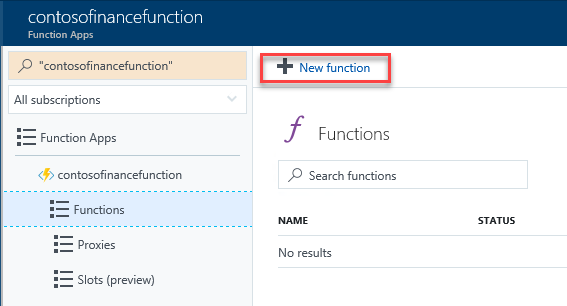 contosofinancefunction
Function Apps
"contosofinancefunction"
All subscriptions
Function Apps
contosofinancefunction
Functions
Proxies
Slots (preview)
New function
Functions
Search functions
NAME STATUS
No results